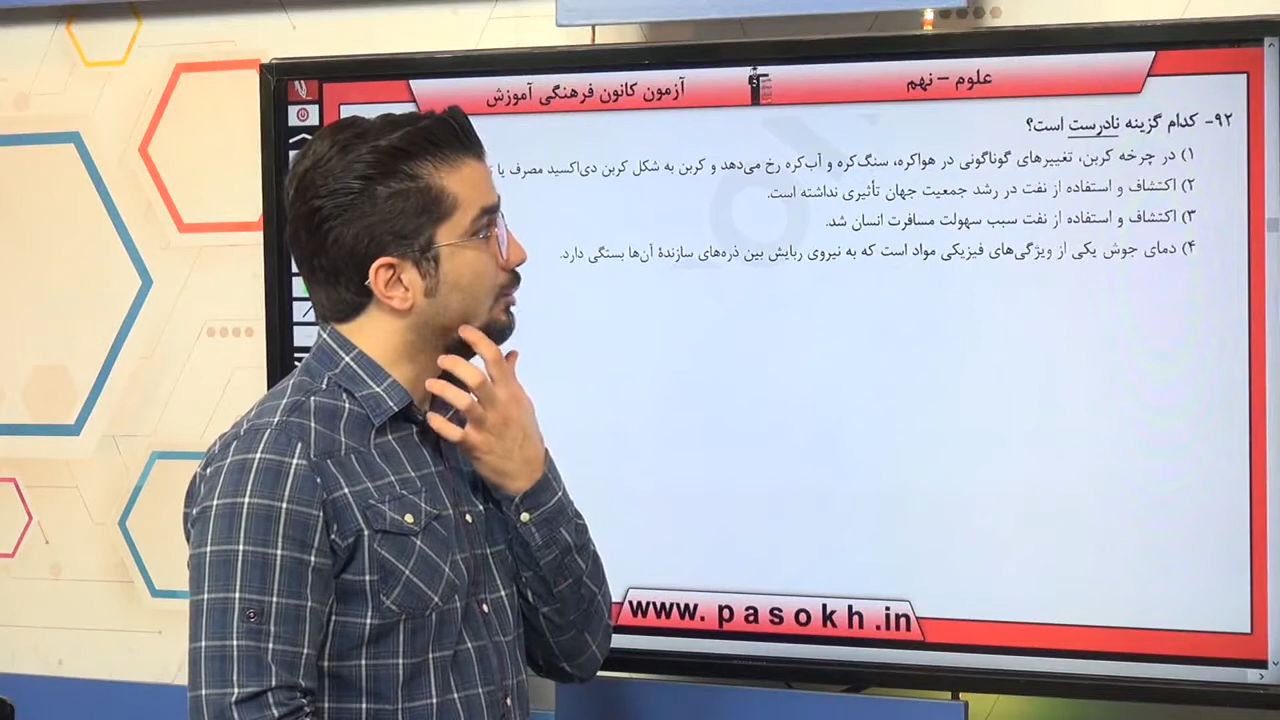 علوم – نهم
آزمون کانون فرهنگی آموزش
۹۲- کدام گزینه نادرست است؟
۱) در چرخه کربن، تغییرهای گوناگونی در هواکره، سنگ‌کره و آب‌کره رخ می‌دهد و کربن به شکل کربن دی‌اکسید مصرف یا
۲) اکتشاف و استفاده از نفت در رشد جمعیت جهان تأثیری نداشته است.
۳) اکتشاف و استفاده از نفت سبب سهولت مسافرت انسان شد.
۴) دمای جوش یکی از ویژگی‌های فیزیکی مواد است که به نیروی ربایش بین ذره‌های سازندۀ آن‌ها بستگی دارد.
www.pasokh.in